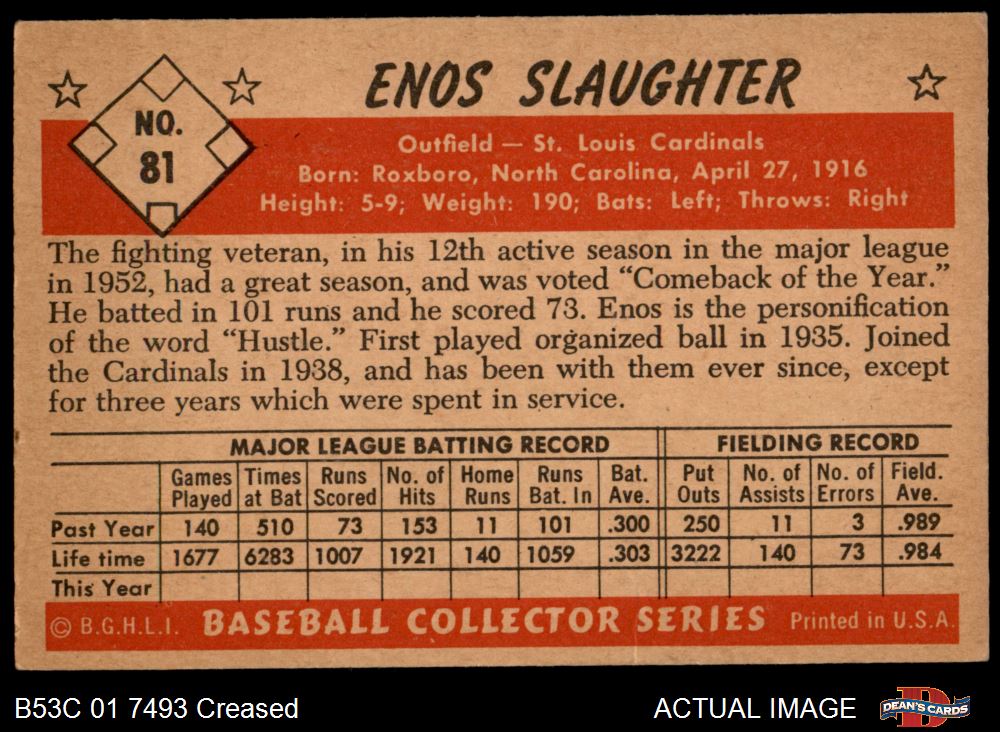 NO.
81
ENOS SLAUGHTER
Outfield — St. Louis Cardinals
Born: Roxboro, North Carolina, April 27, 1916
Height: 5-9; Weight: 190; Bats: Left; Throws: Right
The fighting veteran, in his 12th active season in the major league
in 1952, had a great season, and was voted “Comeback of the Year.”
He batted in 101 runs and he scored 73. Enos is the personification
of the word “Hustle.” First played organized ball in 1935. Joined
the Cardinals in 1938, and has been with them ever since, except
for three years which were spent in service.
MAJOR LEAGUE BATTING RECORD FIELDING RECORD
Games Times Runs No. of Home Runs Bat. Put No. of No. of Field.
Played at Bat Scored Hits Runs Bat. In Ave. Outs Assists Errors Ave.
Past Year 140 510 73 153 11 101 .300 250 11 3 .989
Life time 1677 6283 1007 1921 140 1059 .303 3222 140 73 .984
This Year
© B.G.H.L.I. BASEBALL COLLECTOR SERIES Printed in U.S.A.
B53C 01 7493 Creased ACTUAL IMAGE DEAN'S CARDS